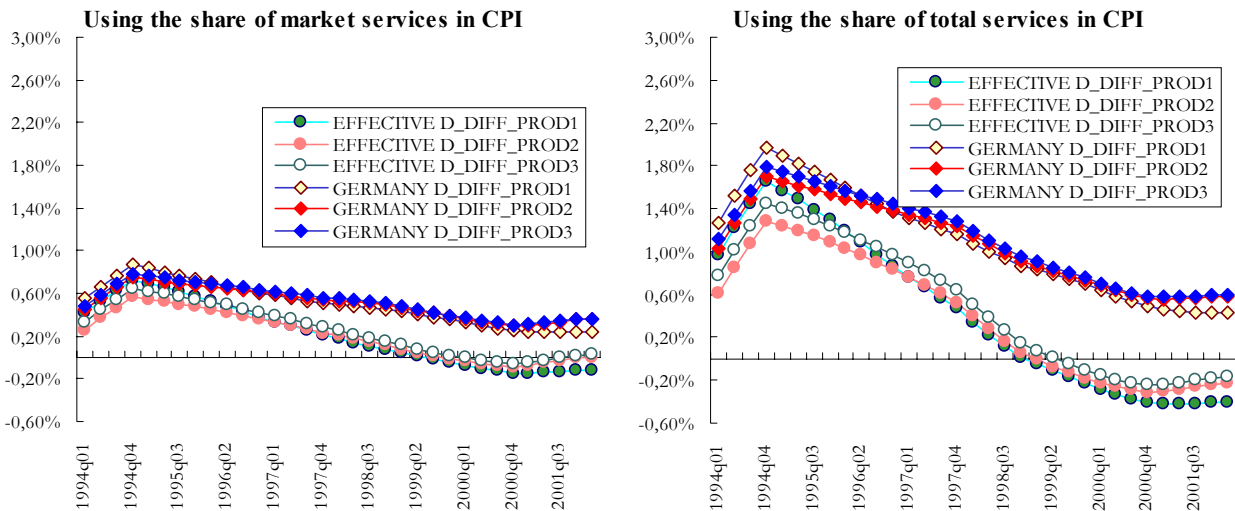 Using the share of market services in CPI
3,00%
2,60%
2,20%
1,80%
1,40%
1,00%
0,60%
0,20%
-0,20%
-0,60%
EFFECTIVE D_DIFF_PROD1
EFFECTIVE D_DIFF_PROD2
EFFECTIVE D_DIFF_PROD3
GERMANY D_DIFF_PROD1
GERMANY D_DIFF_PROD2
GERMANY D_DIFF_PROD3
1994q01
1994q04
1995q03
1996q02
1997q01
1997q04
1998q03
1999q02
2000q01
2000q04
2001q03
Using the share of total services in CPI
3,00%
2,60%
2,20%
1,80%
1,40%
1,00%
0,60%
0,20%
-0,20%
-0,60%
EFFECTIVE D_DIFF_PROD1
EFFECTIVE D_DIFF_PROD2
EFFECTIVE D_DIFF_PROD3
GERMANY D_DIFF_PROD1
GERMANY D_DIFF_PROD2
GERMANY D_DIFF_PROD3
1994q01
1994q04
1995q03
1996q02
1997q01
1997q04
1998q03
1999q02
2000q01
2000q04
2001q03